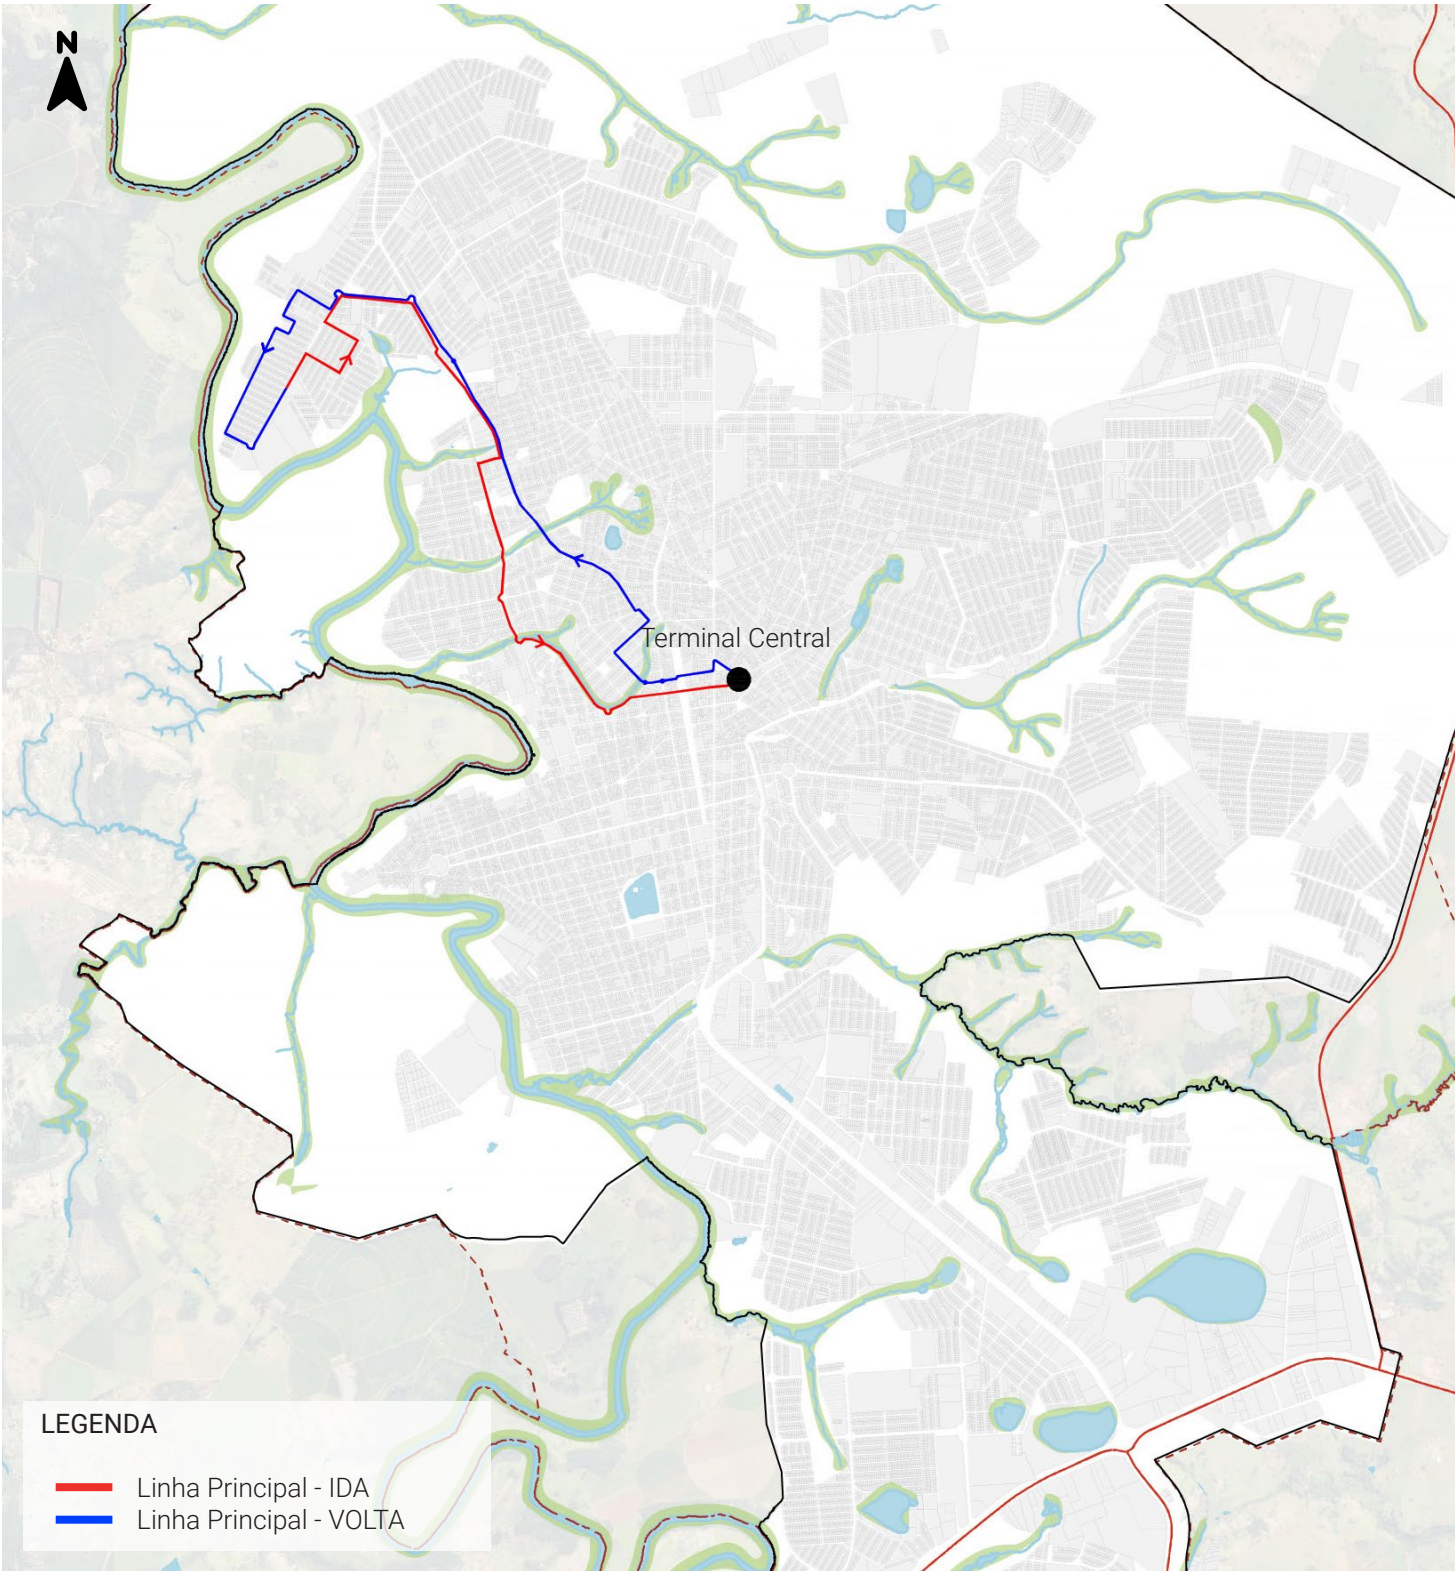 N
Terminal Central
LEGENDA
Linha Principal - IDA
Linha Principal - VOLTA